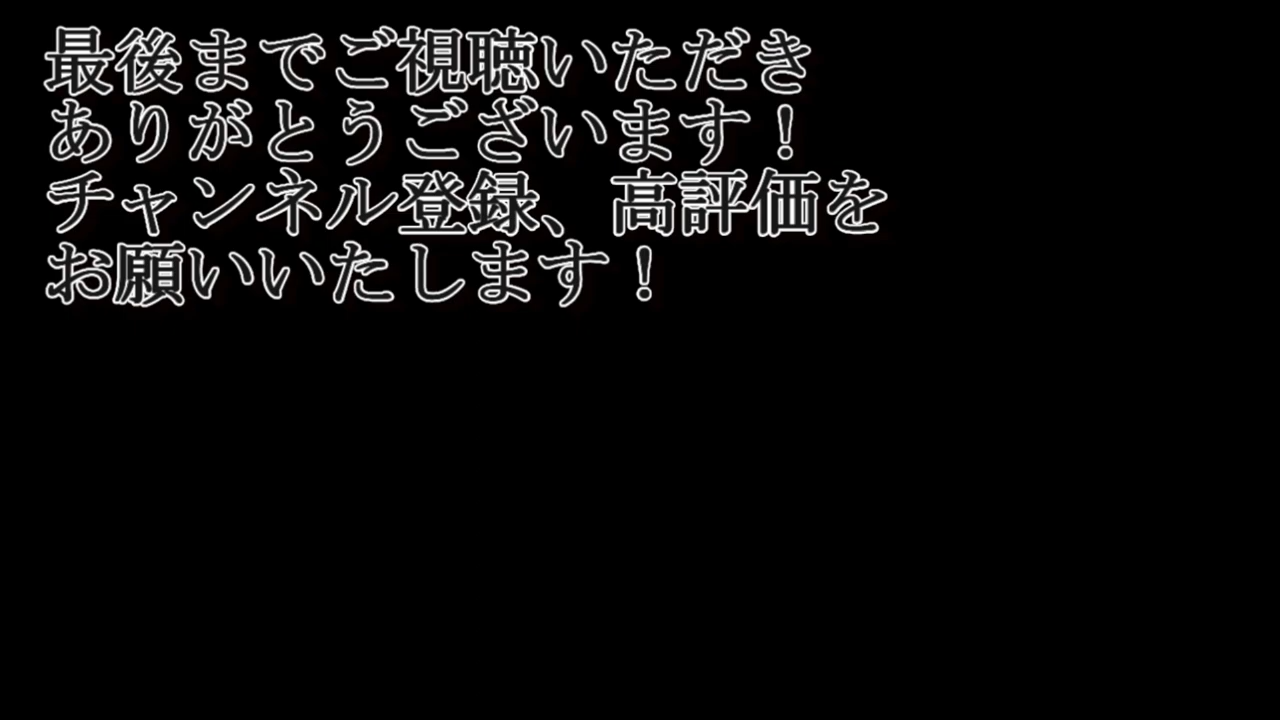 最後までご視聴いただき
ありがとうございます！
チャンネル登録、高評価を
お願いいたします！